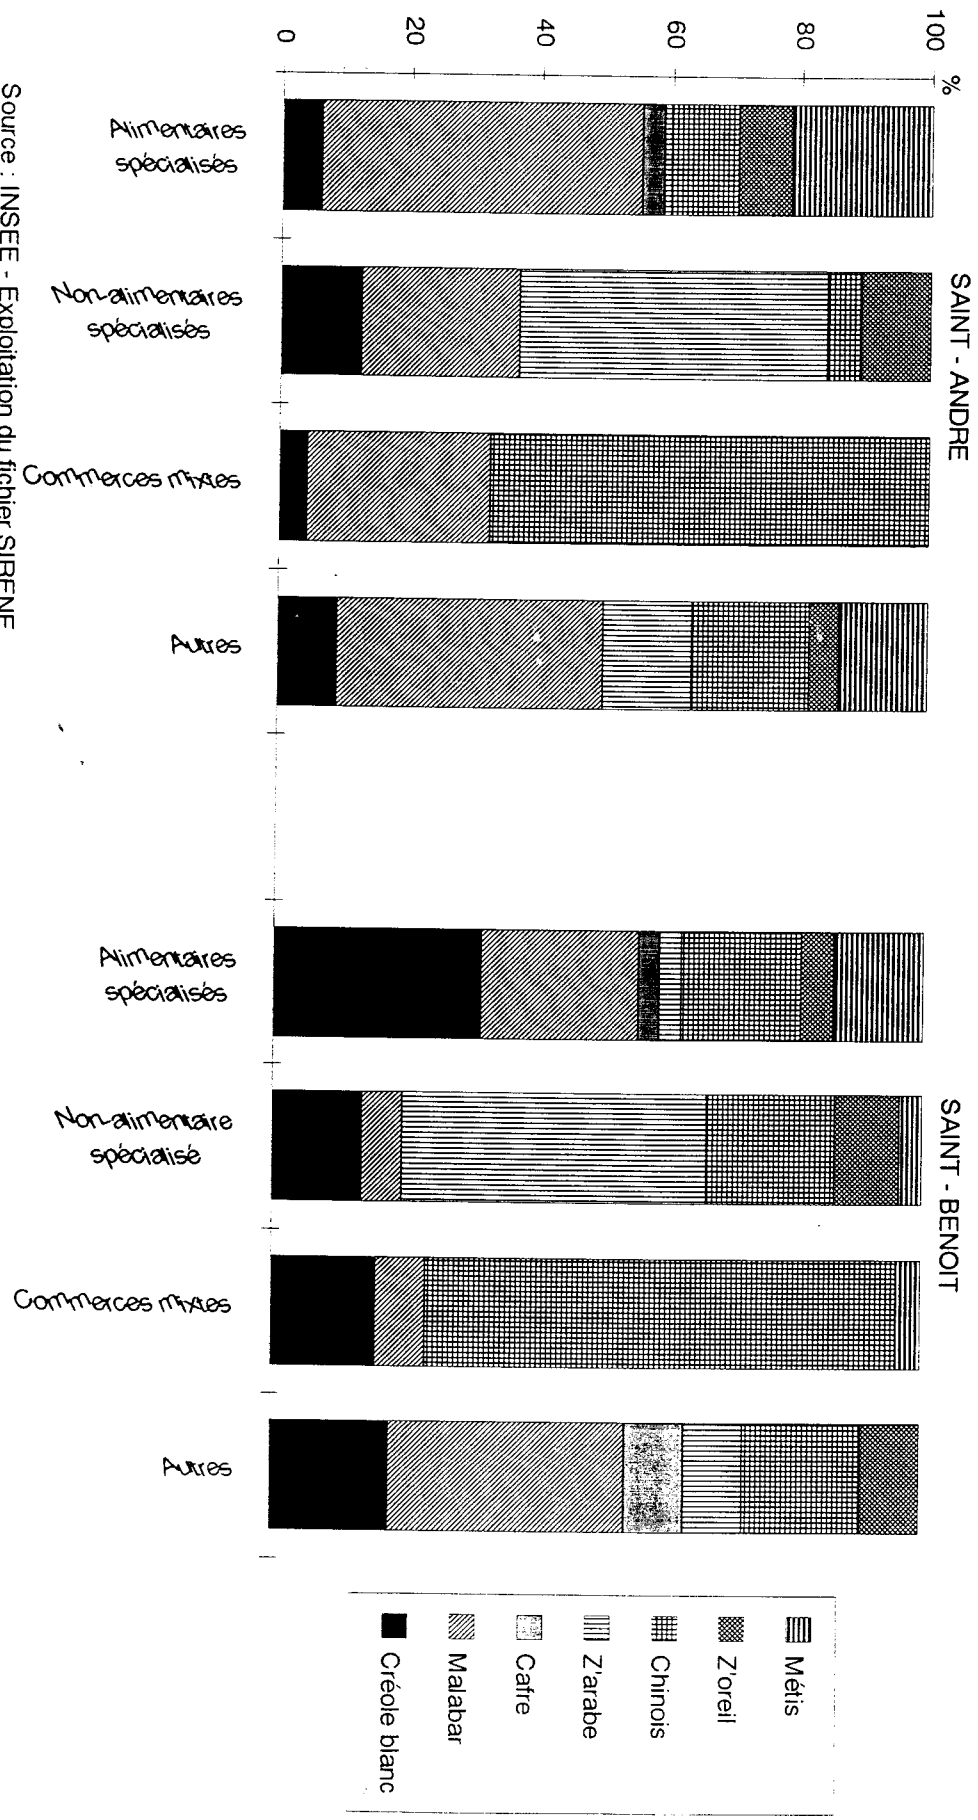 SAINT - ANDRE
SAINT - BENOIT
%
100
80
60
40
20
0
Alimentaires
spécialisés
Non-alimentaires
spécialisés
Commerces mixtes
Autres
Alimentaires
spécialisés
Non-alimentaire
spécialisé
Commerces mixtes
Autres
Métis
Z'oreil
Chinois
Z'arabe
Cafre
Malabar
Créole blanc
Source : INSEE - Exploitation du fichier SIRENE